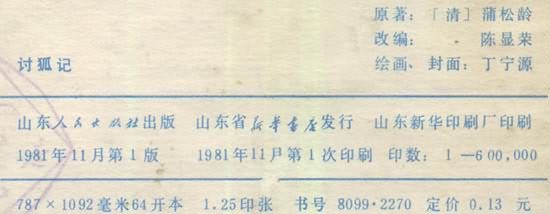 原著：〔清〕蒲松龄
改编： 陈显荣
讨狐记
绘画、封面：丁宁源
山东人民出版社出版 山东省新华书店发行 山东新华印刷厂印刷
1981年11月第1版 1981年11月第1次印刷 印数：1—600,000
787×1092毫米64开本 1.25印张 书号 8099·2270 定价 0.13 元